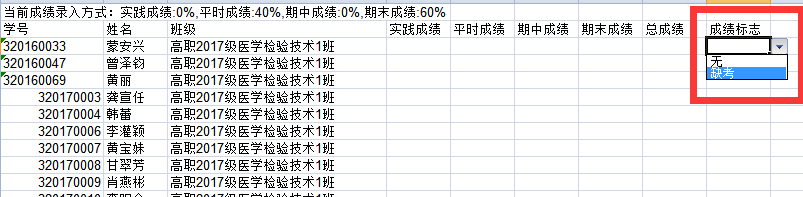 当前成绩录入方式：实践成绩:0%,平时成绩:40%,期中成绩:0%,期末成绩:60%
学号 姓名 班级 实践成绩 平时成绩 期中成绩 期末成绩 总成绩 成绩标志
320160033 蒙安兴 高职2017级医学检验技术1班
320160047 曾泽钧 高职2017级医学检验技术1班 无
320160069 黄丽 高职2017级医学检验技术1班 缺考
320170003 龚宣任 高职2017级医学检验技术1班
320170004 韩蕾 高职2017级医学检验技术1班
320170006 李灌颖 高职2017级医学检验技术1班
320170007 黄宝妹 高职2017级医学检验技术1班
320170008 甘翠芳 高职2017级医学检验技术1班
320170009 肖燕彬 高职2017级医学检验技术1班